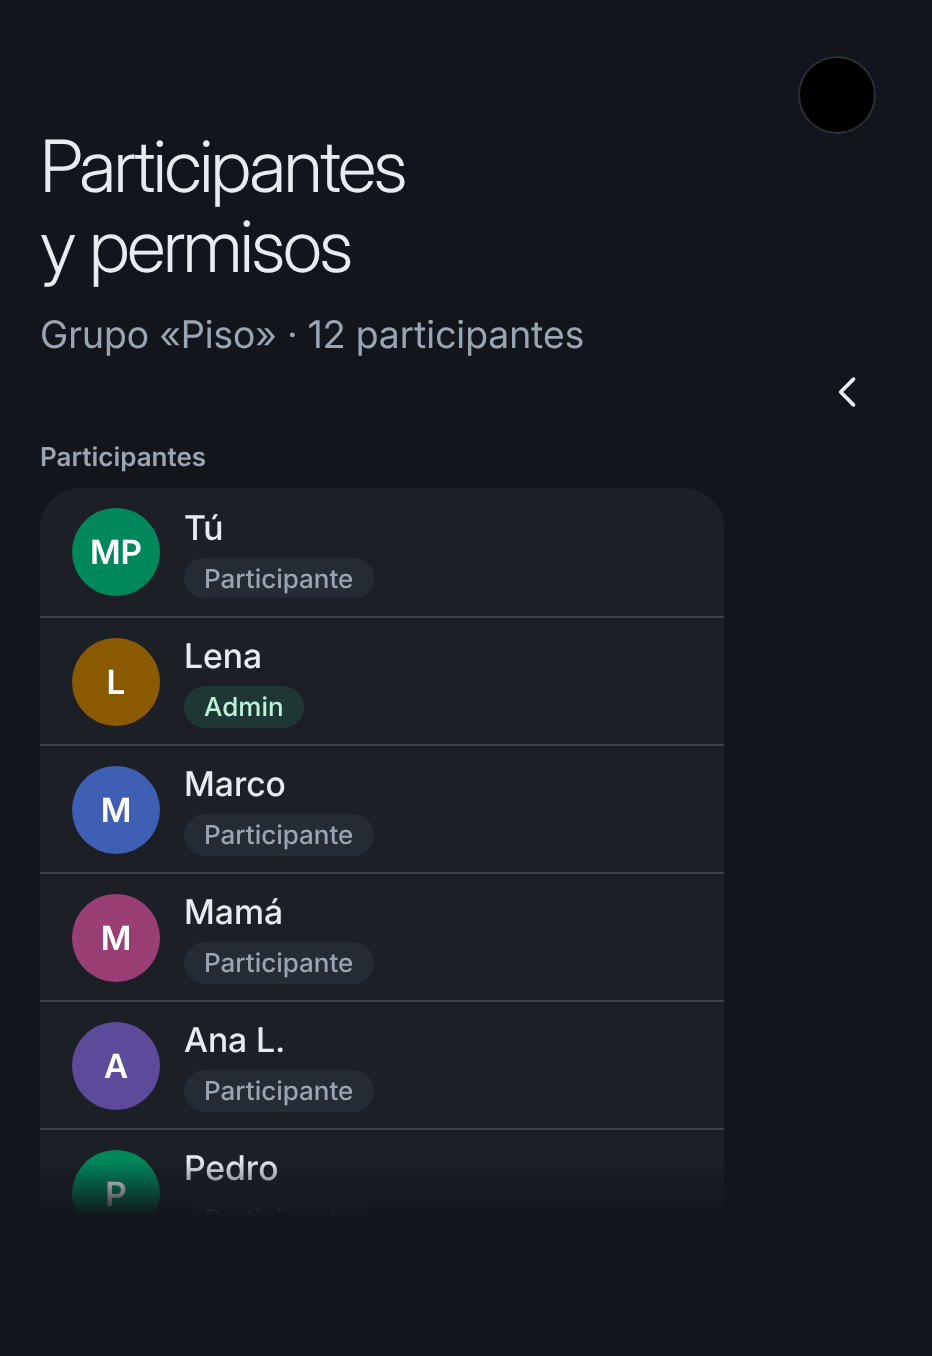 Participantes
y permisos
Grupo «Piso» · 12 participantes
Participantes
MP
Tú
Participante
L
Lena
Admin
M
Marco
Participante
M
Mamá
Participante
A
Ana L.
Participante
P
Pedro